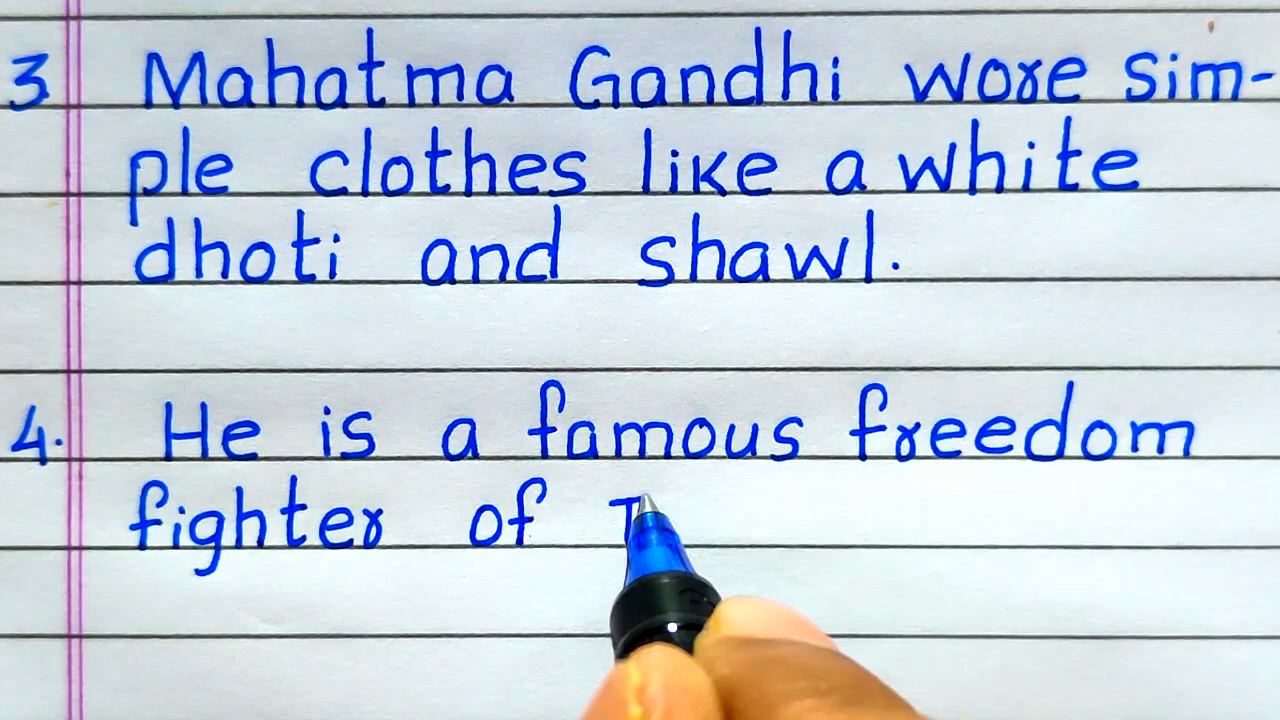 3 Mahatma Gandhi wore sim-
ple clothes like a white
dhoti and shawl.
4. He is a famous freedom
fighter of